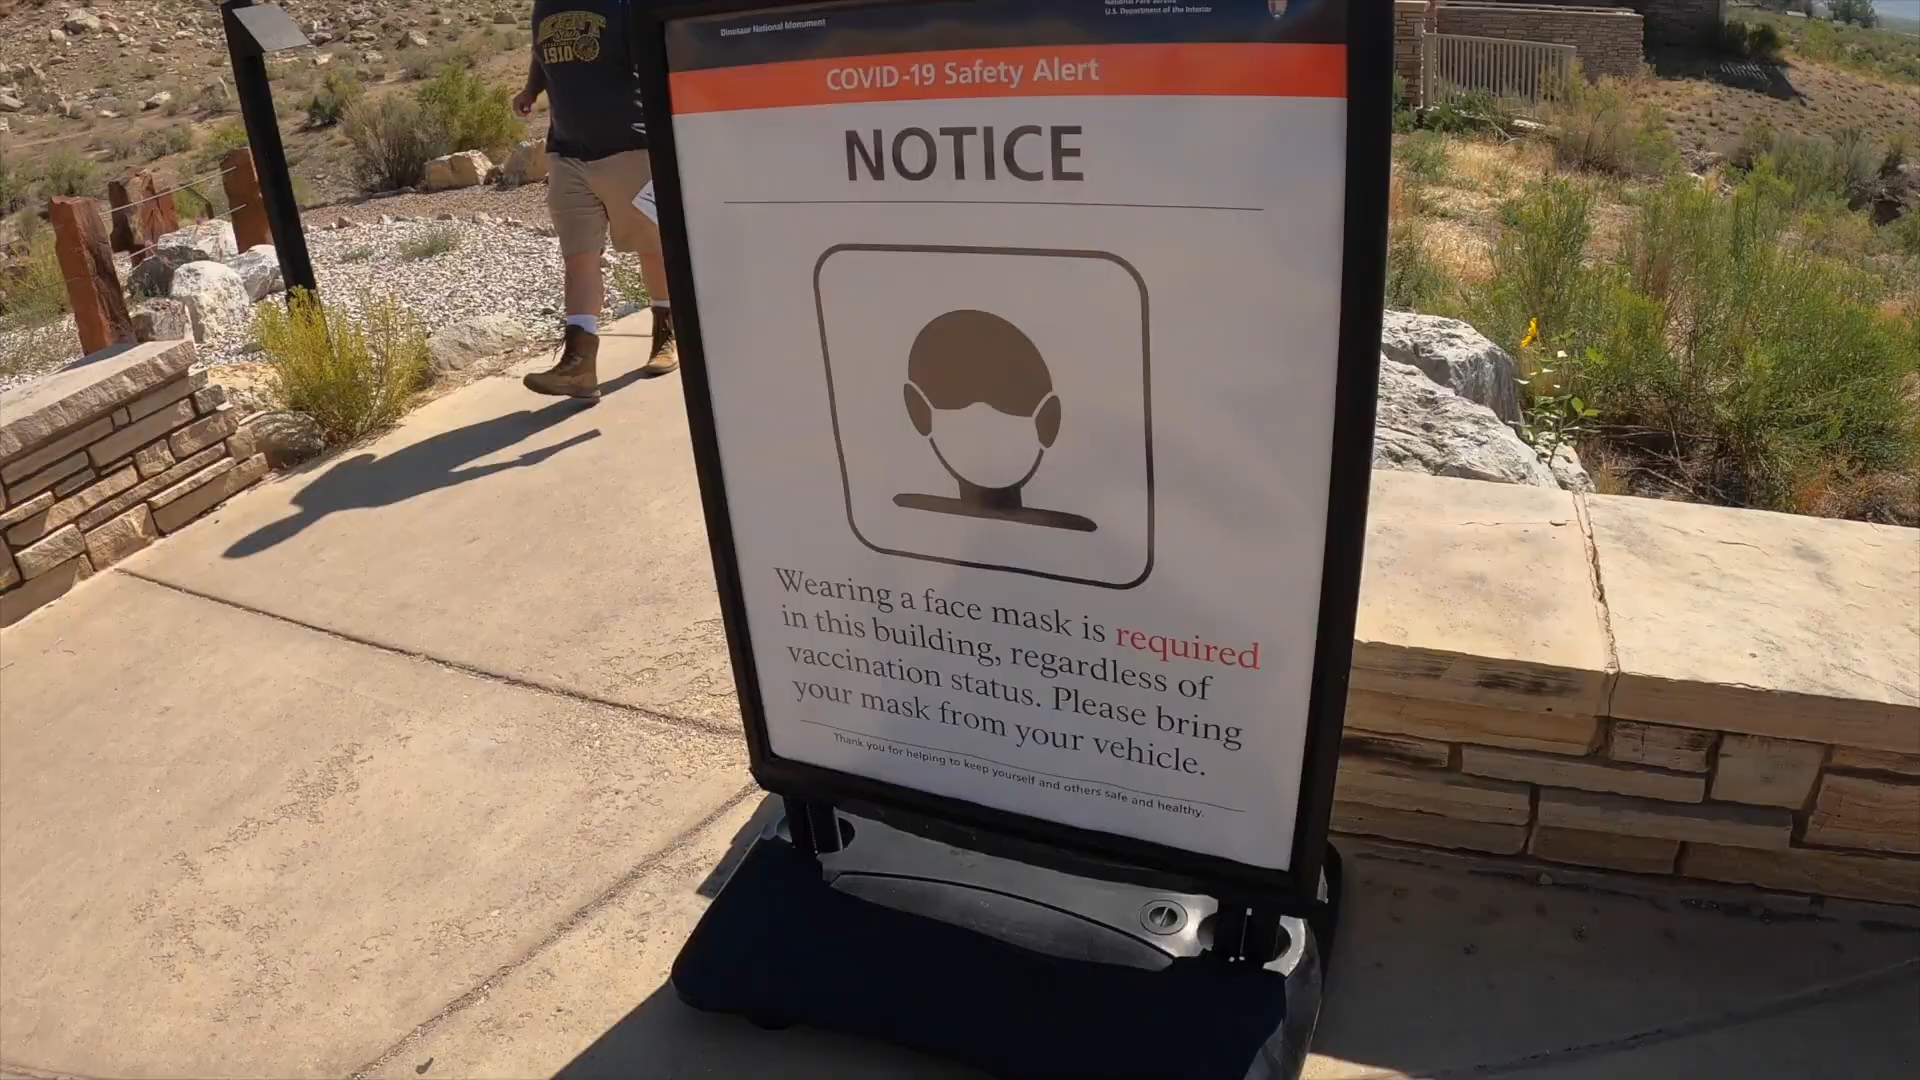 KENT
1910
Dinosaur National Monument
National Park Service
U.S. Department of the Interior
COVID-19 Safety Alert
NOTICE
Wearing a face mask is required
in this building, regardless of
vaccination status. Please bring
your mask from your vehicle.
Thank you for helping to keep yourself and others safe and healthy.